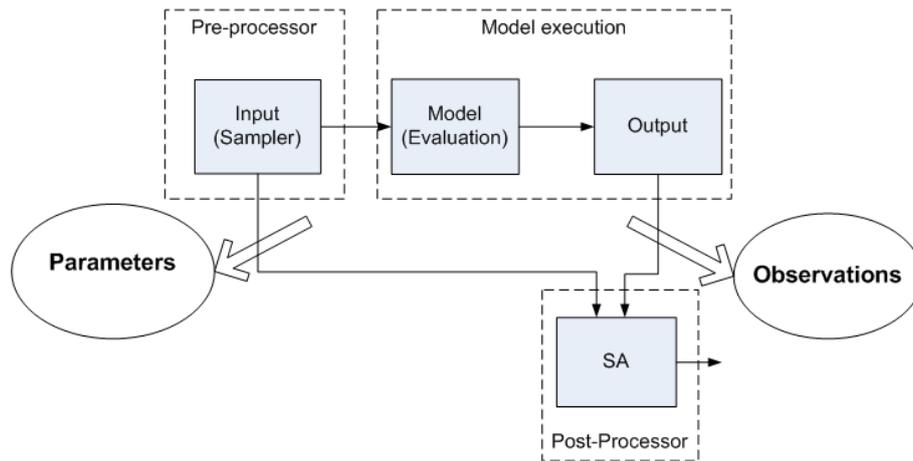 Pre-processor
Model execution
Input
(Sampler)
Model
(Evaluation)
Output
Parameters
Observations
SA
Post-Processor